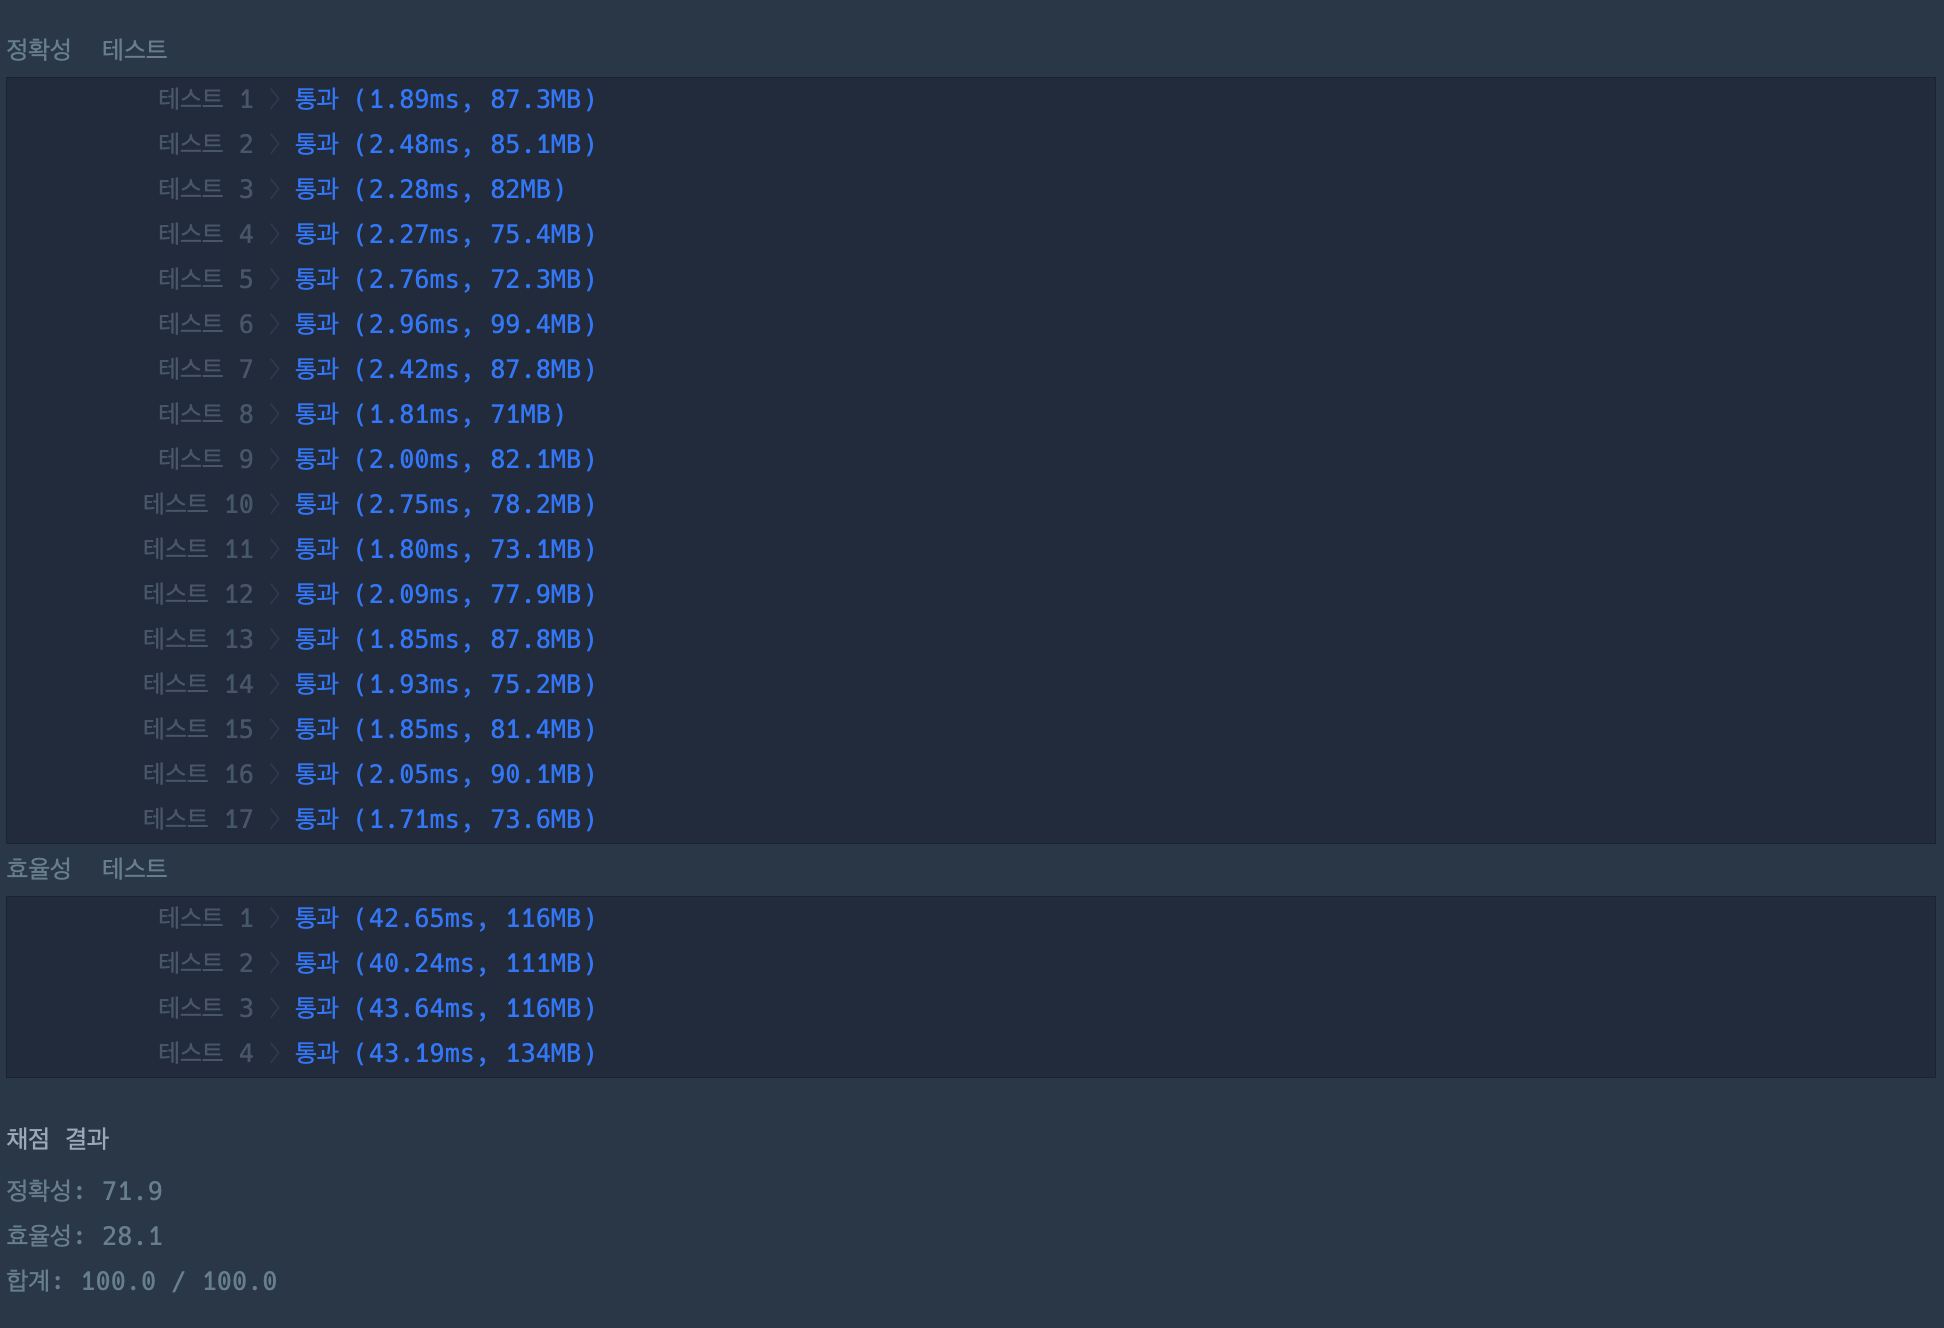 정확성 테스트
테스트 1 〉 통과 (1.89ms, 87.3MB)
테스트 2 〉 통과 (2.48ms, 85.1MB)
테스트 3 〉 통과 (2.28ms, 82MB)
테스트 4 〉 통과 (2.27ms, 75.4MB)
테스트 5 〉 통과 (2.76ms, 72.3MB)
테스트 6 〉 통과 (2.96ms, 99.4MB)
테스트 7 〉 통과 (2.42ms, 87.8MB)
테스트 8 〉 통과 (1.81ms, 71MB)
테스트 9 〉 통과 (2.00ms, 82.1MB)
테스트 10 〉 통과 (2.75ms, 78.2MB)
테스트 11 〉 통과 (1.80ms, 73.1MB)
테스트 12 〉 통과 (2.09ms, 77.9MB)
테스트 13 〉 통과 (1.85ms, 87.8MB)
테스트 14 〉 통과 (1.93ms, 75.2MB)
테스트 15 〉 통과 (1.85ms, 81.4MB)
테스트 16 〉 통과 (2.05ms, 90.1MB)
테스트 17 〉 통과 (1.71ms, 73.6MB)
효율성 테스트
테스트 1 〉 통과 (42.65ms, 116MB)
테스트 2 〉 통과 (40.24ms, 111MB)
테스트 3 〉 통과 (43.64ms, 116MB)
테스트 4 〉 통과 (43.19ms, 134MB)
채점 결과
정확성: 71.9
효율성: 28.1
합계: 100.0 / 100.0